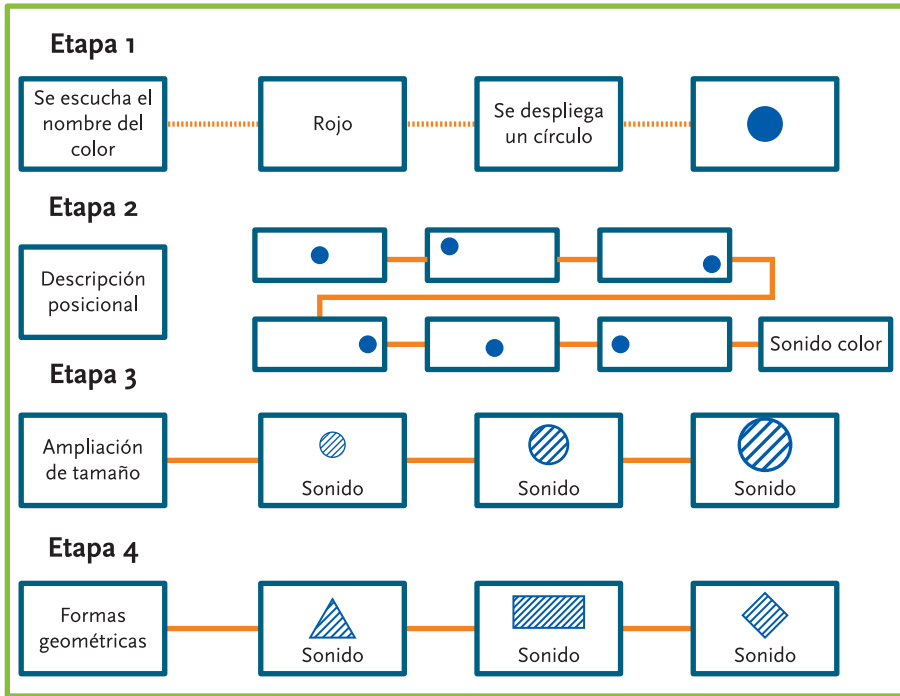 Etapa 1
Se escucha el
nombre del
color
Rojo
Se despliega
un círculo
Etapa 2
Descripción
posicional
Sonido color
Etapa 3
Ampliación
de tamaño
Sonido
Sonido
Sonido
Etapa 4
Formas
geométricas
Sonido
Sonido
Sonido